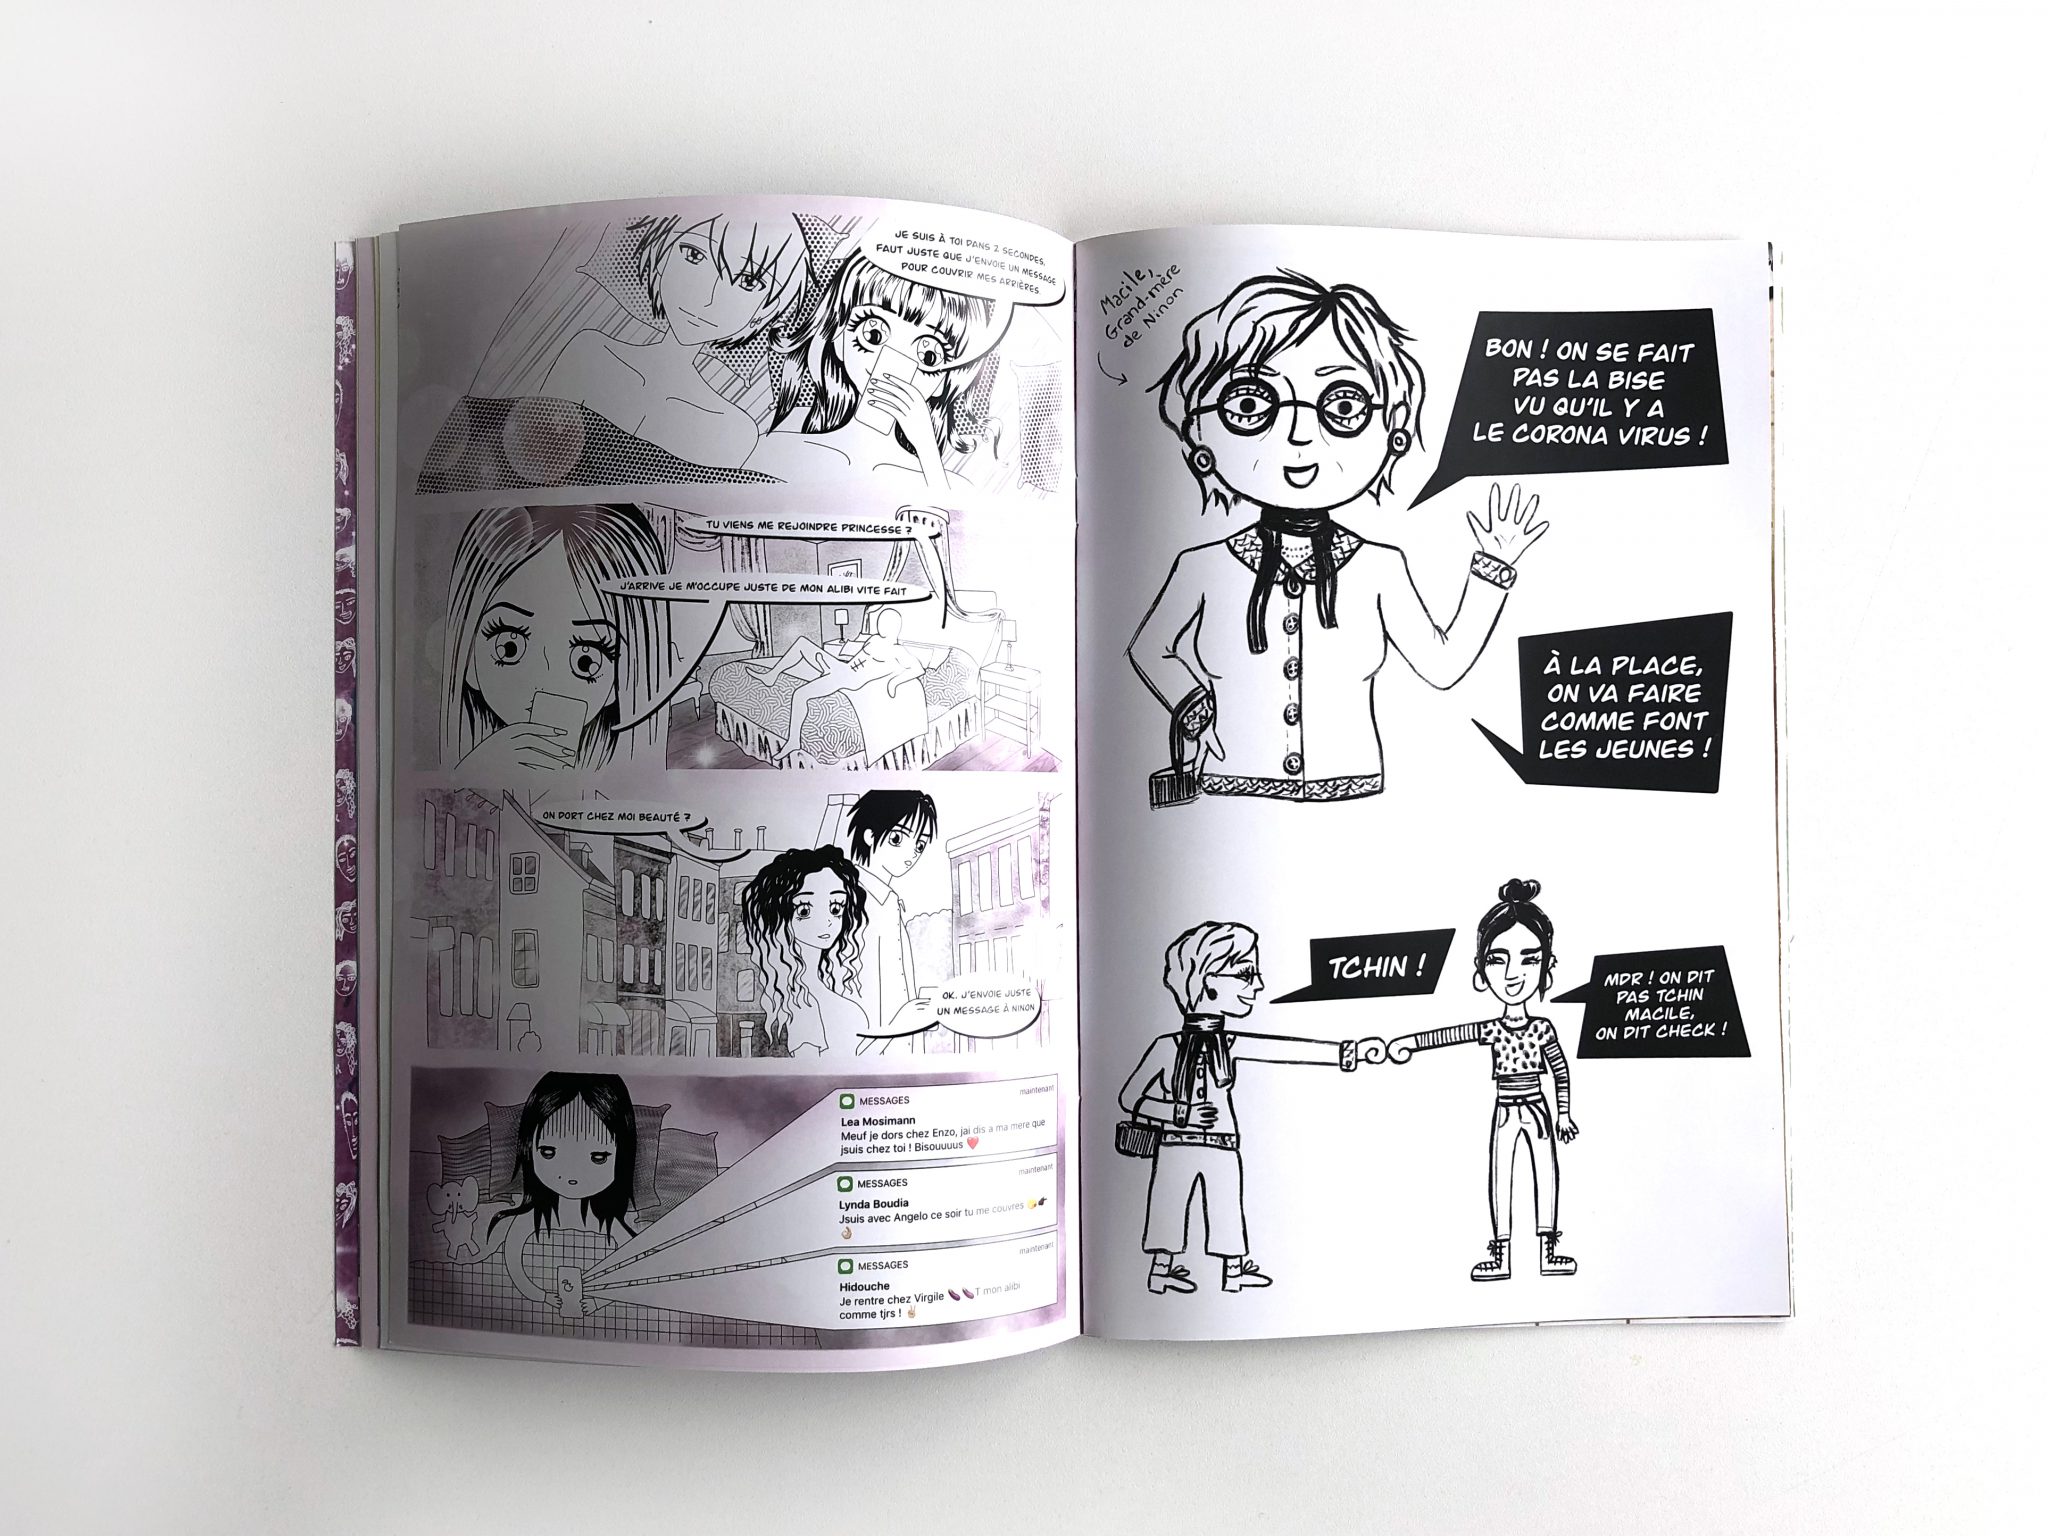 JE SUIS À TOI DANS 2 SECONDES,
FAUT JUSTE QUE J'ENVOIE UN MESSAGE
POUR COUVRIR MES ARRIÈRES
TU VIENS ME REJOINDRE PRINCESSE ?
J'ARRIVE JE M'OCCUPE JUSTE DE MON ALIBI VITE FAIT
ON DORT CHEZ MOI BEAUTÉ ?
OK. J'ENVOIE JUSTE
UN MESSAGE À NINON
MESSAGES
maintenant
Lea Mosimann
Meuf je dors chez Enzo, jai dis a ma mere que
jsuis chez toi ! Bisouuuus ❤️
MESSAGES
maintenant
Lynda Boudia
Jsuis avec Angelo ce soir tu me couvres
👌
MESSAGES
maintenant
Hidouche
Je rentre chez Virgile 🍆🍆T mon alibi
comme tjrs ! ✌️
Macile,
Grand-mère
de Ninon
BON ! ON SE FAIT
PAS LA BISE
VU QU'IL Y A
LE CORONA VIRUS !
À LA PLACE,
ON VA FAIRE
COMME FONT
LES JEUNES !
TCHIN !
MDR ! ON DIT
PAS TCHIN
MACILE,
ON DIT CHECK !